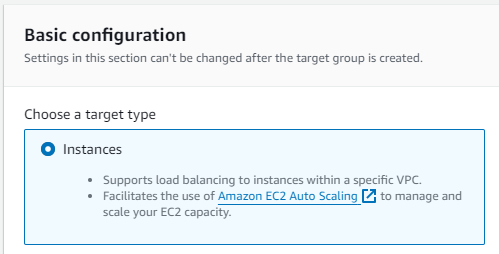 Basic configuration
Settings in this section can't be changed after the target group is created.
Choose a target type
Instances
Supports load balancing to instances within a specific VPC.
Facilitates the use of Amazon EC2 Auto Scaling to manage and
scale your EC2 capacity.